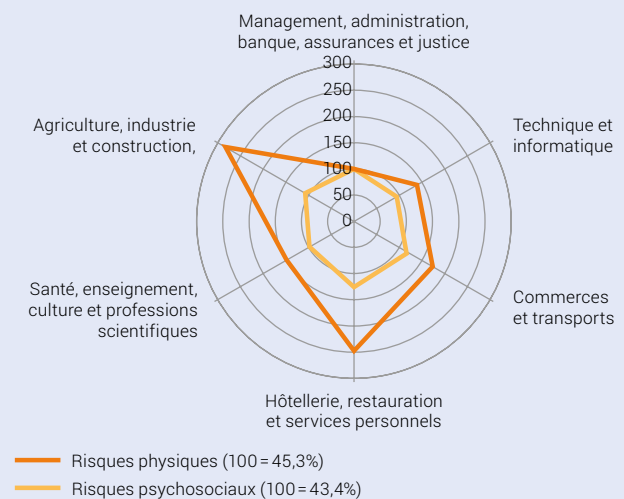 Management, administration,
banque, assurances et justice
300
250
200
150
100
50
0
Technique et
informatique
Commerces
et transports
Hôtellerie, restauration
et services personnels
Santé, enseignement,
culture et professions
scientifiques
Agriculture, industrie
et construction,
Risques physiques (100 = 45,3%)
Risques psychosociaux (100 = 43,4%)